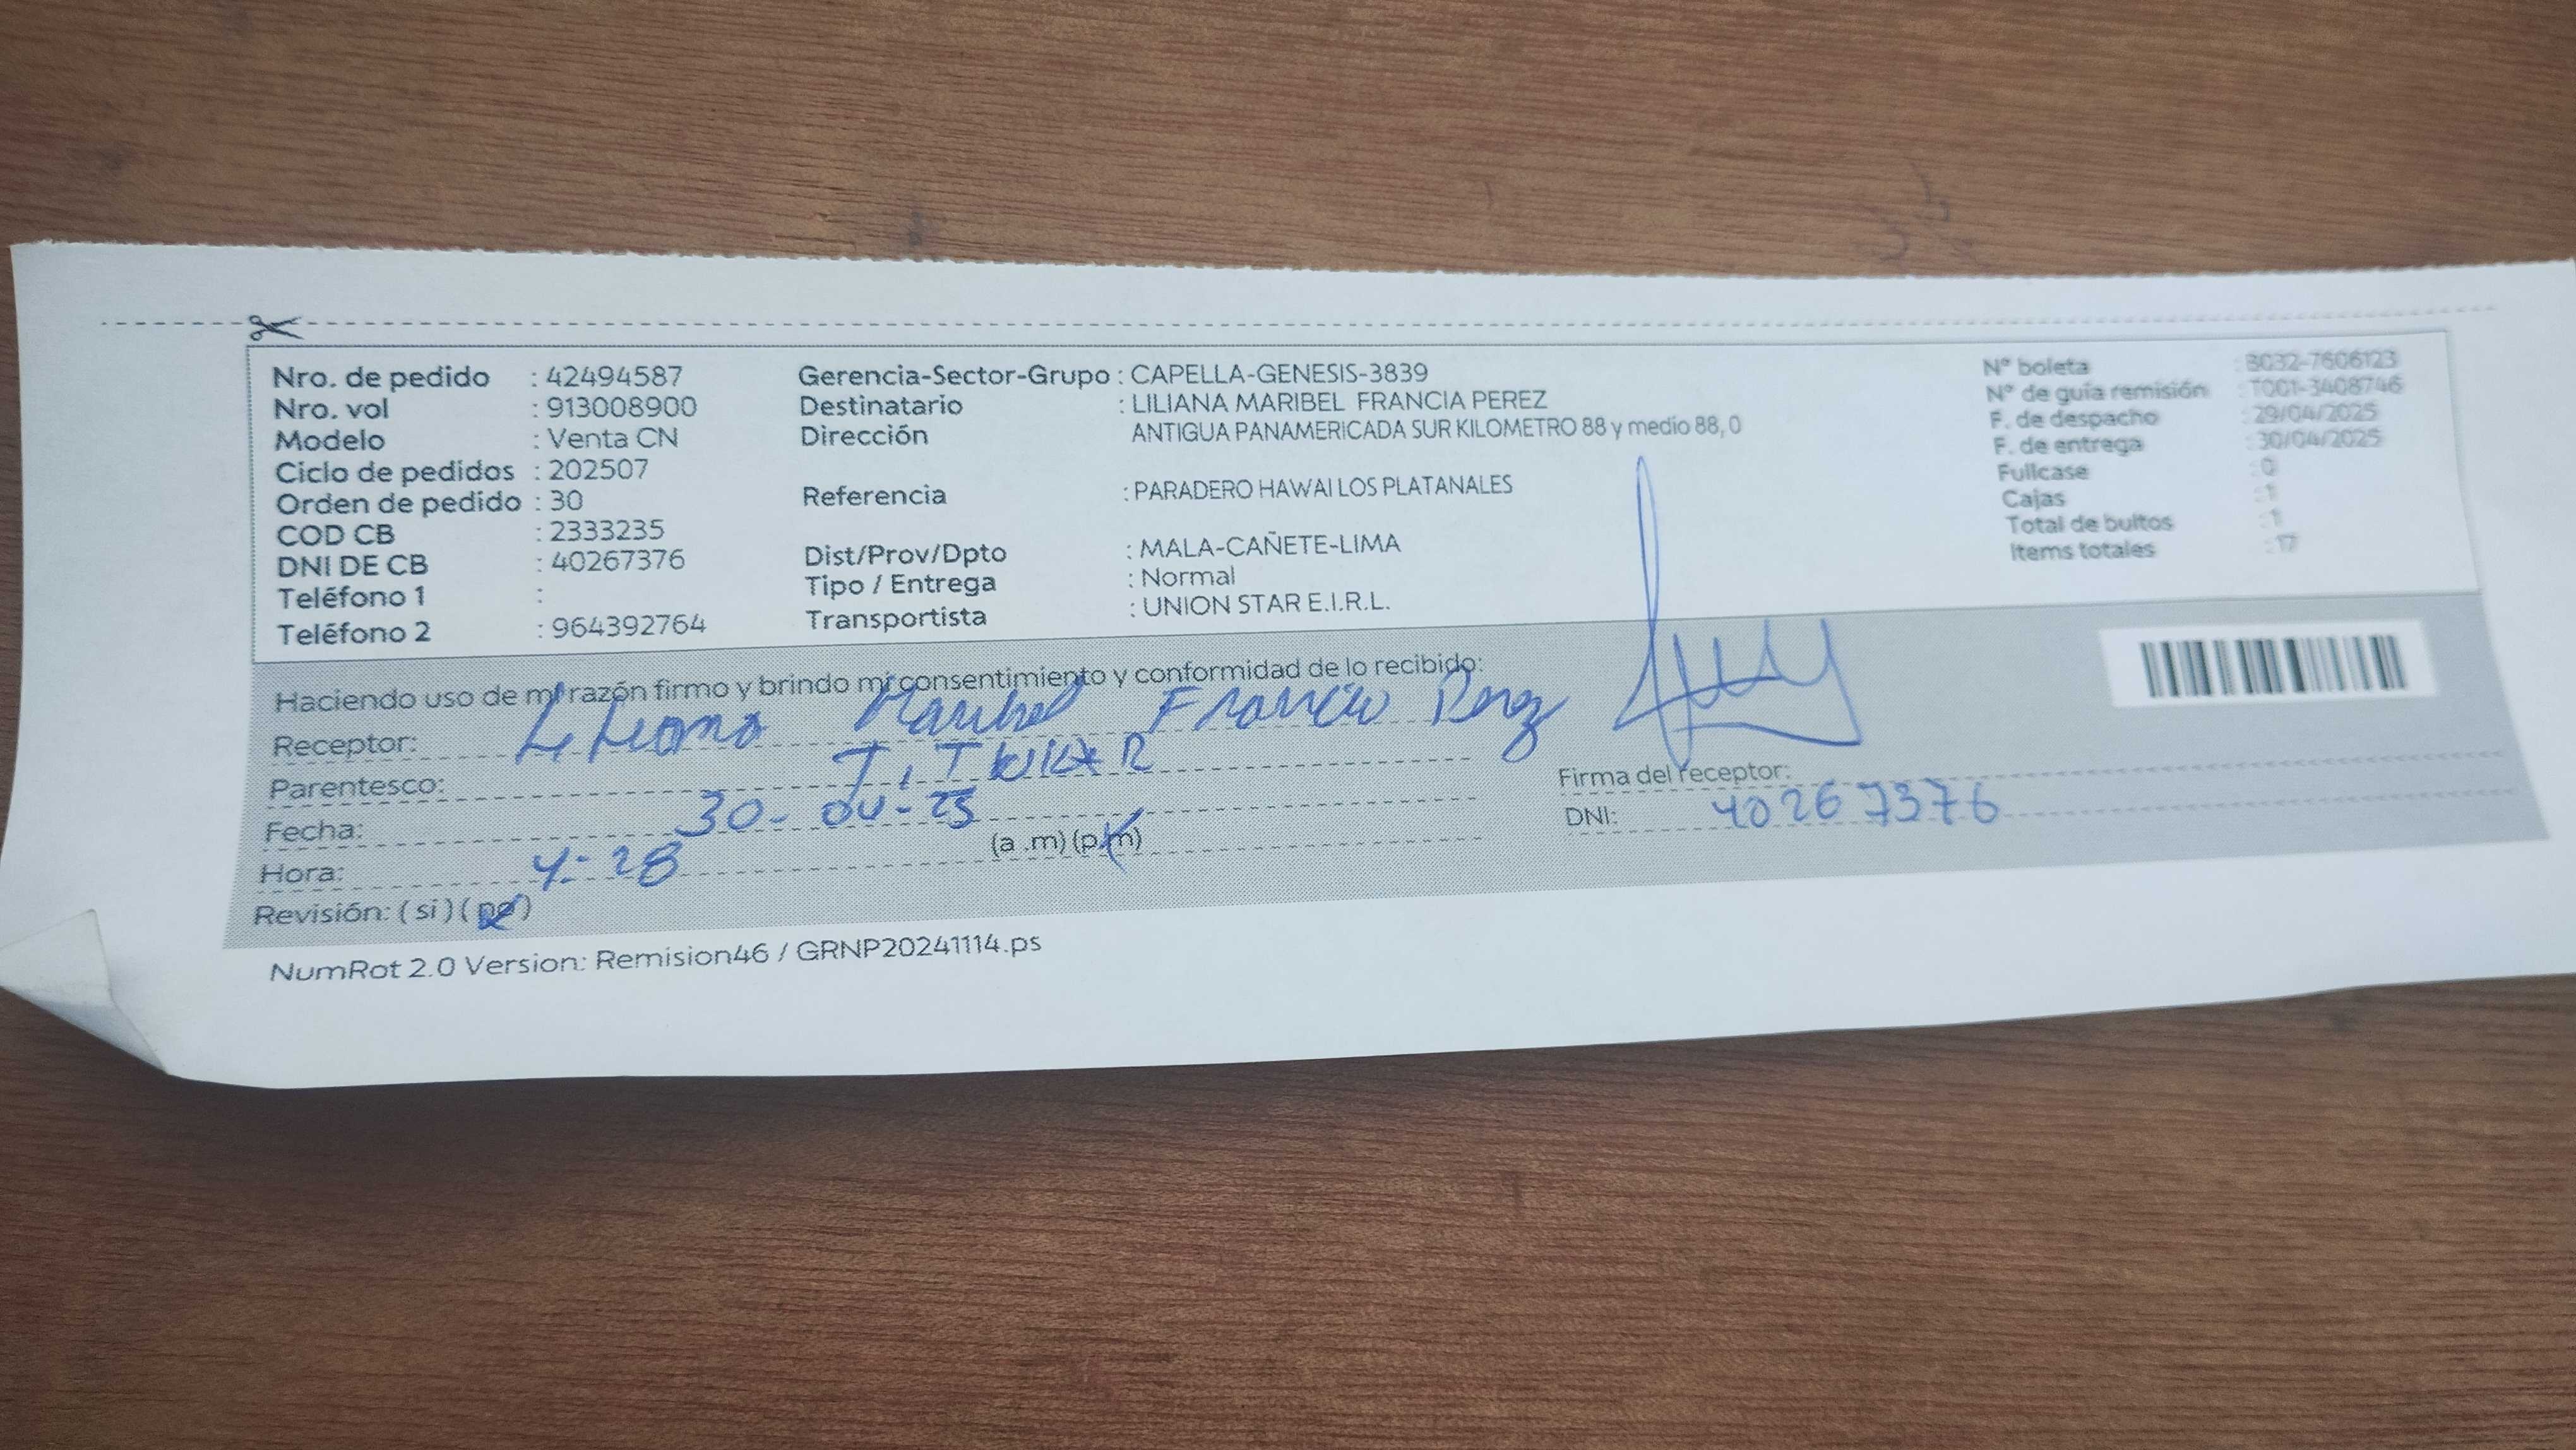 Nro. de pedido : 42494587
Nro. vol : 913008900
Modelo : Venta CN
Ciclo de pedidos : 202507
Orden de pedido : 30
COD CB : 2333235
DNI DE CB : 40267376
Teléfono 1 :
Teléfono 2 : 964392764
Gerencia-Sector-Grupo : CAPELLA-GENESIS-3839
Destinatario : LILIANA MARIBEL FRANCIA PEREZ
Dirección ANTIGUA PANAMERICADA SUR KILOMETRO 88 y medio 88, 0
Referencia : PARADERO HAWAI LOS PLATANALES
Dist/Prov/Dpto : MALA-CAÑETE-LIMA
Tipo / Entrega : Normal
Transportista : UNION STAR E.I.R.L.
N° boleta : B032-7606123
N° de guía remisión : T001-3408746
F. de despacho : 29/04/2025
F. de entrega : 30/04/2025
Fullcase : 0
Cajas : 1
Total de bultos : 1
Items totales : 17
Haciendo uso de mi razón firmo y brindo mi consentimiento y conformidad de lo recibido:
Receptor: Liliana Maribel Francia Perez
Parentesco: TITULAR
Fecha: 30-04-25
Hora: 4:28 (a .m) (p.m)
Revisión: ( si ) ( no )
Firma del receptor:
DNI: 40267376
NumRot 2.0 Version: Remision46 / GRNP20241114.ps